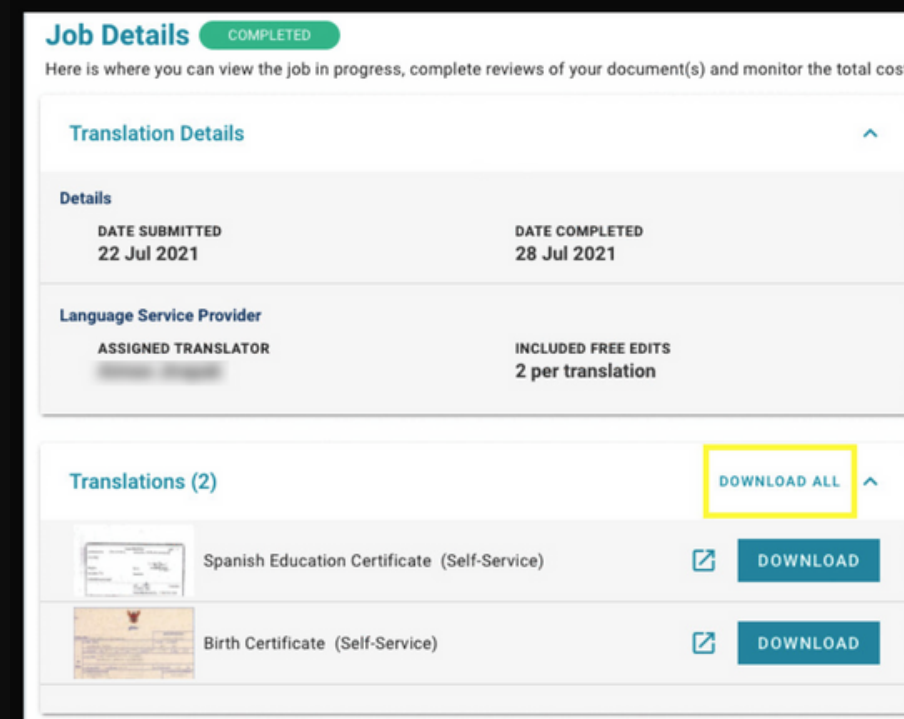 Job Details COMPLETED
Here is where you can view the job in progress, complete reviews of your document(s) and monitor the total
Translation Details
Details
DATE SUBMITTED DATE COMPLETED
22 Jul 2021 28 Jul 2021
Language Service Provider
ASSIGNED TRANSLATOR INCLUDED FREE EDITS
2 per translation
Translations (2) DOWNLOAD ALL
Spanish Education Certificate (Self-Service) DOWNLOAD
Birth Certificate (Self-Service) DOWNLOAD